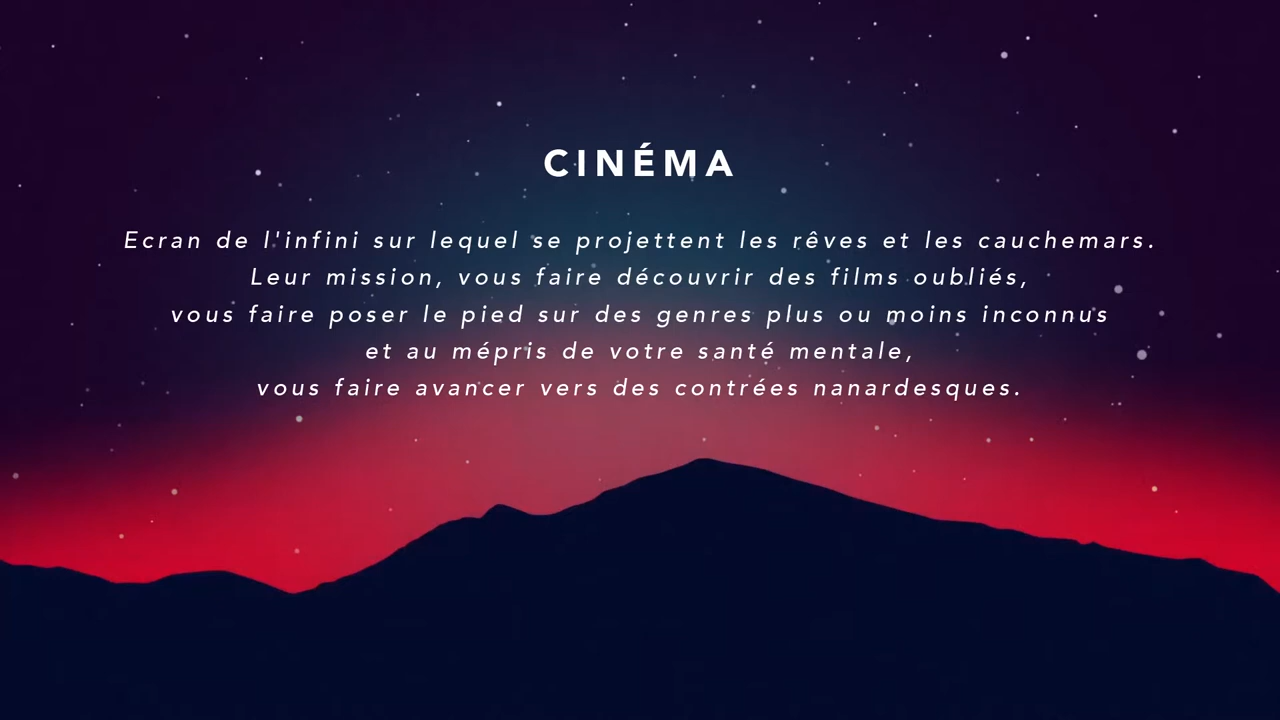 CINÉMA
Ecran de l'infini sur lequel se projettent les rêves et les cauchemars.
Leur mission, vous faire découvrir des films oubliés,
vous faire poser le pied sur des genres plus ou moins inconnus
et au mépris de votre santé mentale,
vous faire avancer vers des contrées nanardesques.